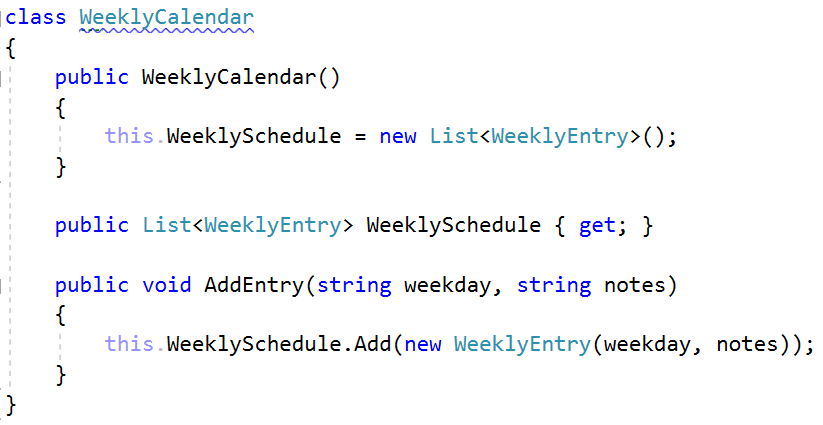 class WeeklyCalendar
{
    public WeeklyCalendar()
    {
        this.WeeklySchedule = new List<WeeklyEntry>();
    }

    public List<WeeklyEntry> WeeklySchedule { get; }

    public void AddEntry(string weekday, string notes)
    {
        this.WeeklySchedule.Add(new WeeklyEntry(weekday, notes));
    }
}